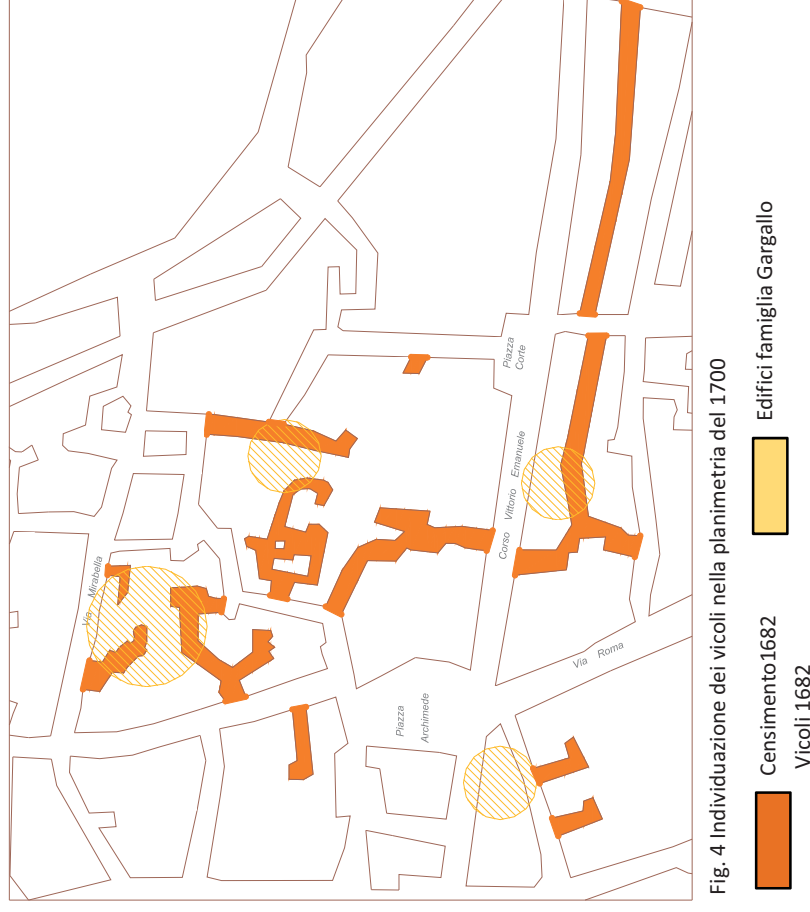 Via Mirabella
Piazza
Archimede
Corso Vittorio Emanuele
Piazza
Corte
Via Roma
Fig. 4 Individuazione dei vicoli nella planimetria del 1700
Censimento1682
Vicoli 1682
Edifici famiglia Gargallo